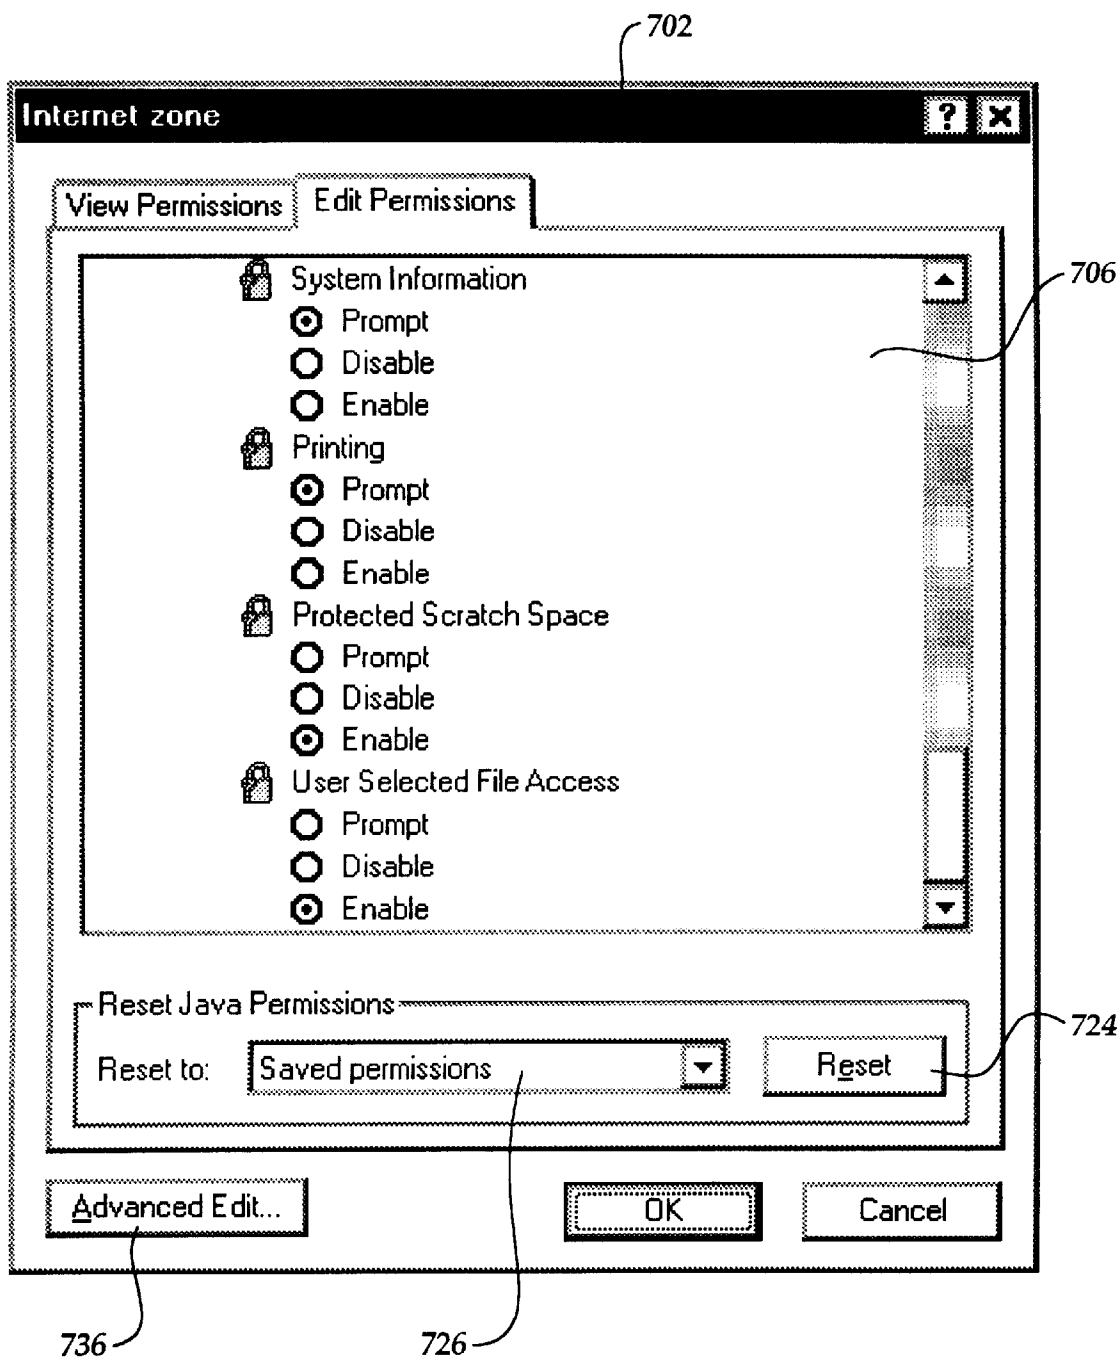 702
Internet zone ?
View Permissions Edit Permissions
System Information
Prompt
Disable
Enable
Printing
Prompt
Disable
Enable
Protected Scratch Space
Prompt
Disable
Enable
User Selected File Access
Prompt
Disable
Enable
706
Reset Java Permissions
Reset to: Saved permissions Reset
724
Advanced Edit... OK Cancel
736 726